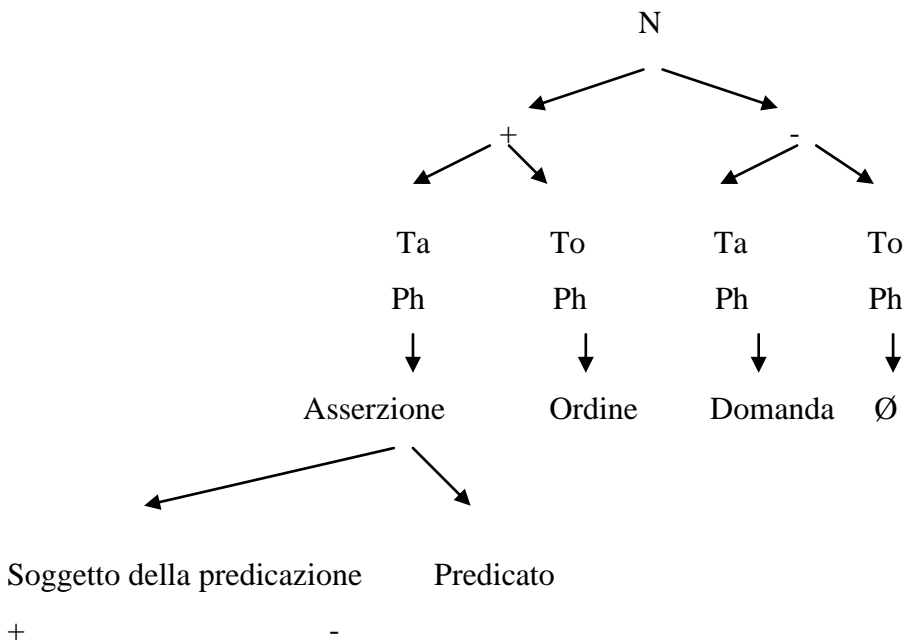 N
+ -
Ta To Ta To
Ph Ph Ph Ph
Asserzione Ordine Domanda Ø
Soggetto della predicazione Predicato
+ -